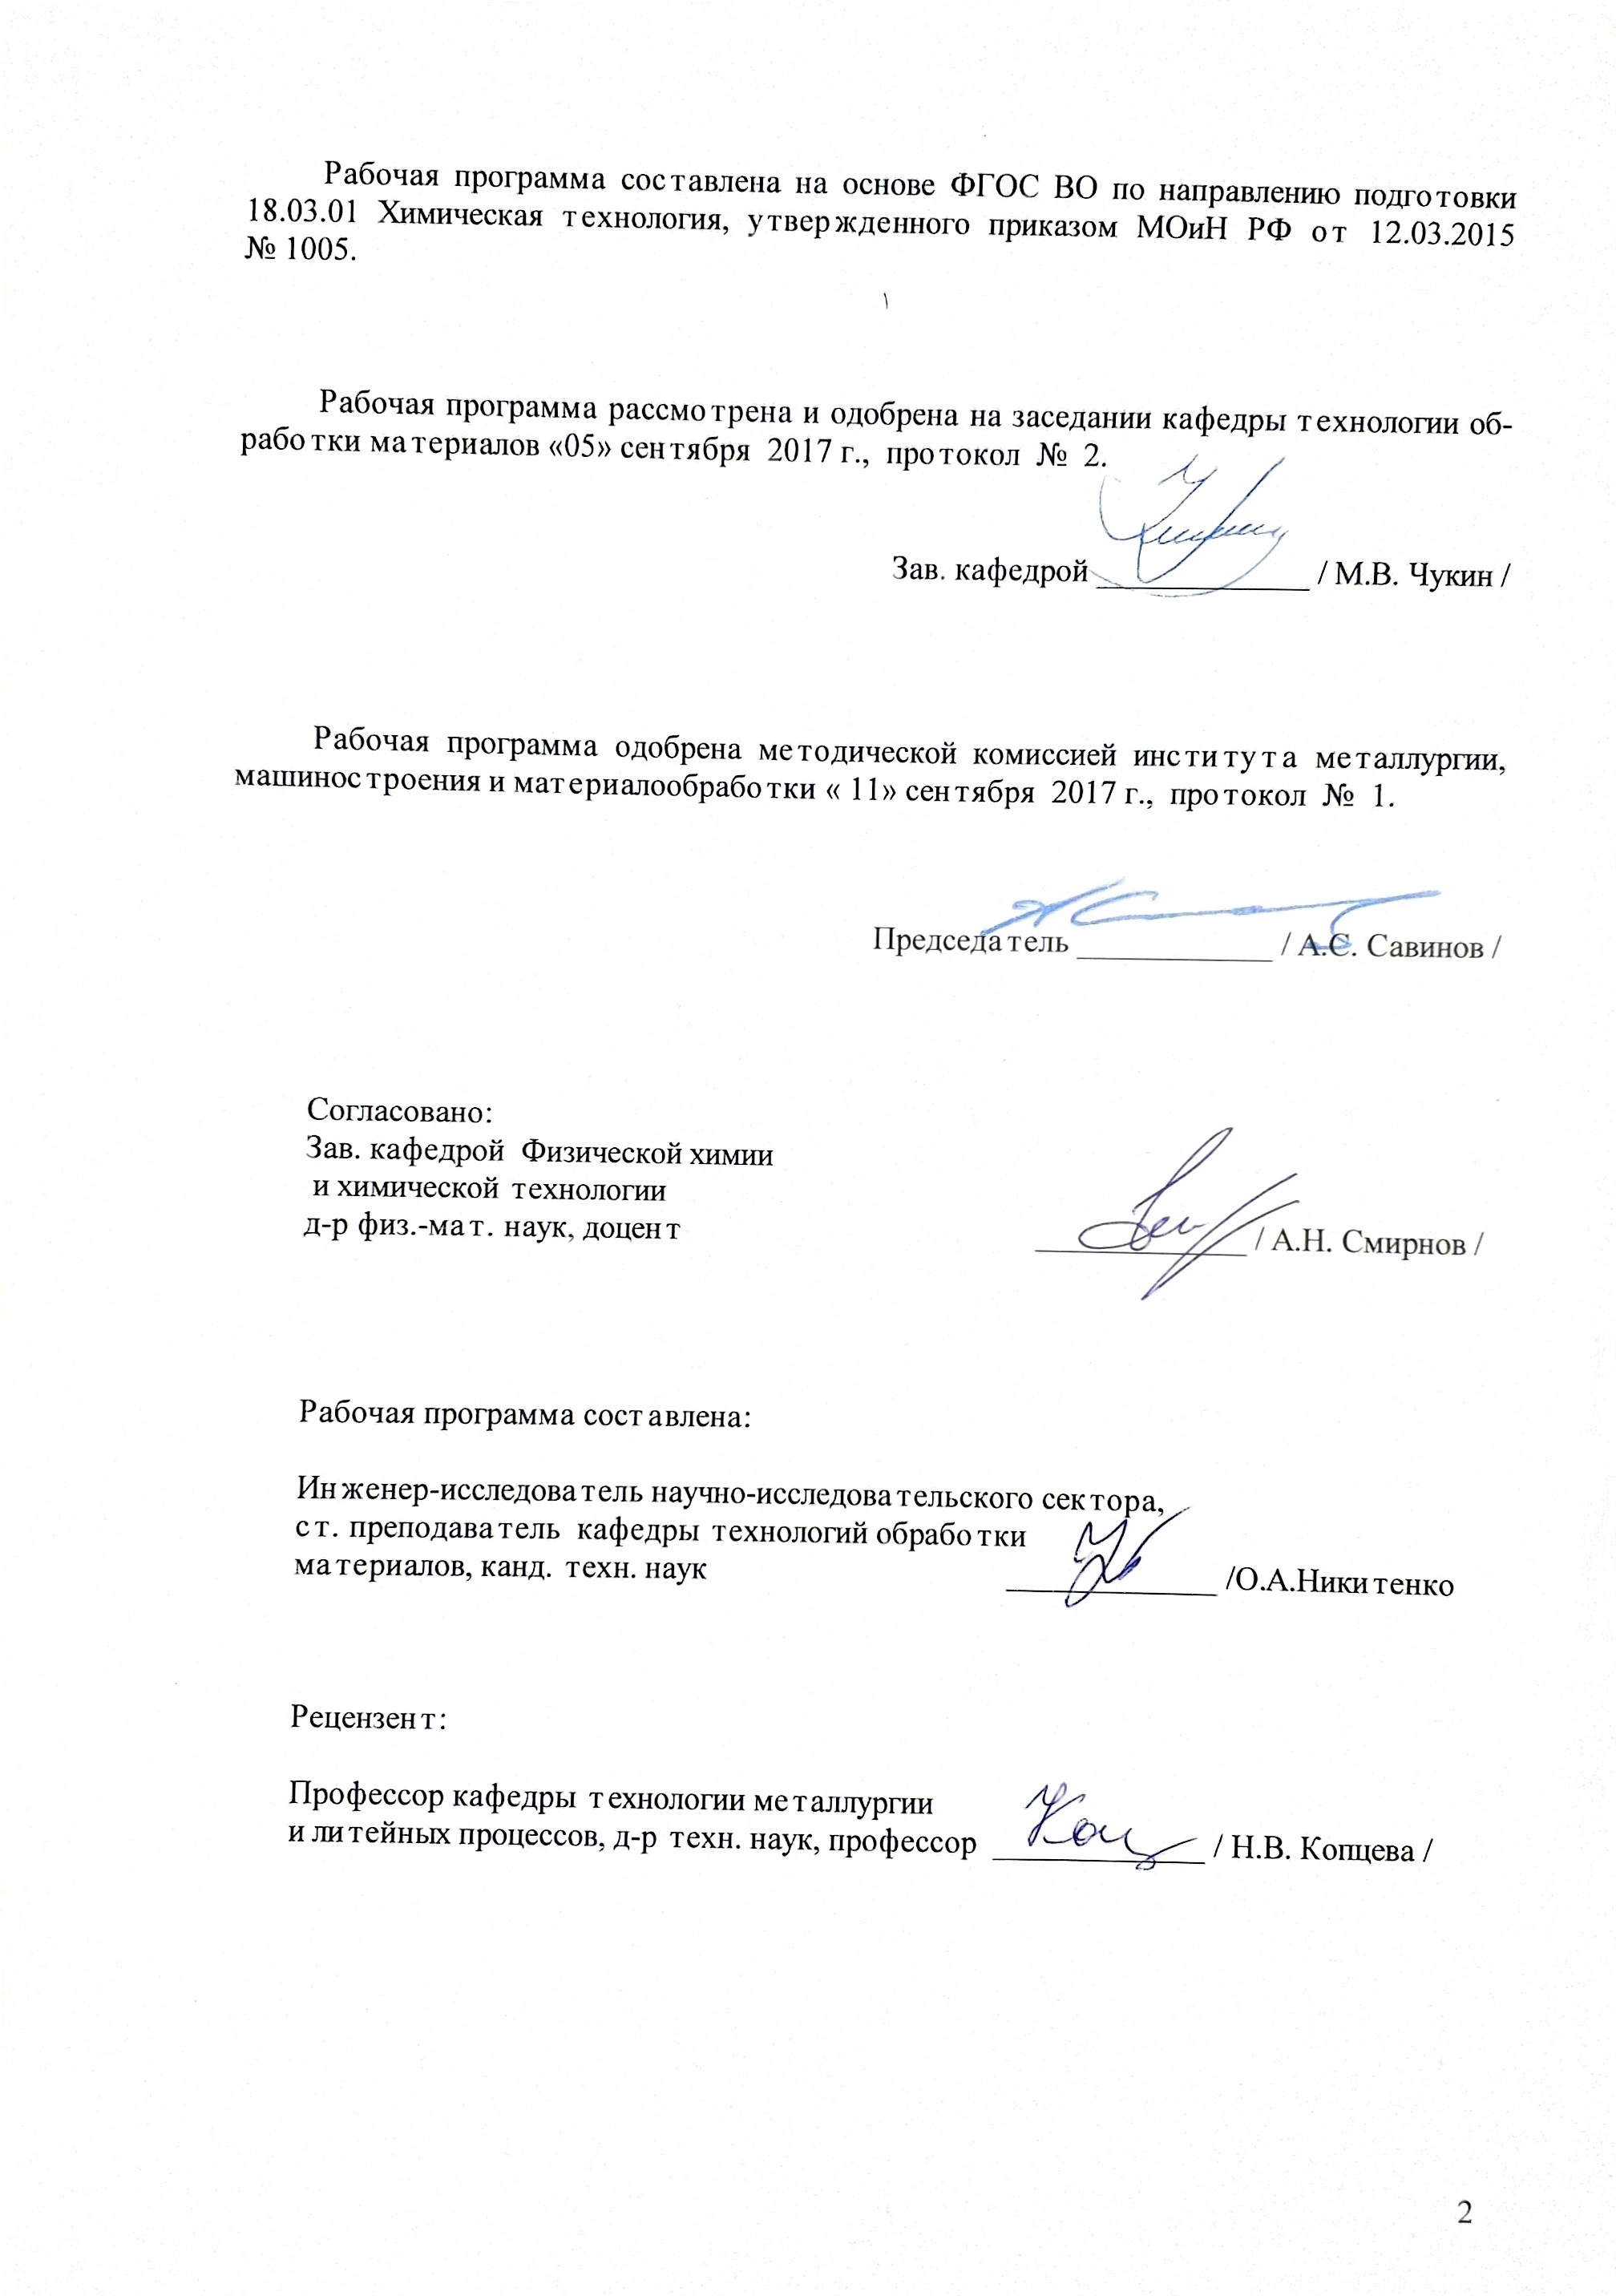 Рабочая программа составлена на основе ФГОС ВО по направлению подготовки
18.03.01 Химическая технология, утвержденного приказом МОиН РФ от 12.03.2015
№ 1005.
Рабочая программа рассмотрена и одобрена на заседании кафедры технологии об-
работки материалов «05» сентября 2017 г., протокол № 2.
Зав. кафедрой ____________ / М.В. Чукин /
Рабочая программа одобрена методической комиссией института металлургии,
машиностроения и материалообработки « 11» сентября 2017 г., протокол № 1.
Председатель ____________ / А.С. Савинов /
Согласовано:
Зав. кафедрой Физической химии
и химической технологии
д-р физ.-мат. наук, доцент ____________ / А.Н. Смирнов /
Рабочая программа составлена:
Инженер-исследователь научно-исследовательского сектора,
ст. преподаватель кафедры технологий обработки
материалов, канд. техн. наук ____________ /О.А.Никитенко
Рецензент:
Профессор кафедры технологии металлургии
и литейных процессов, д-р техн. наук, профессор ____________ / Н.В. Копцева /
2